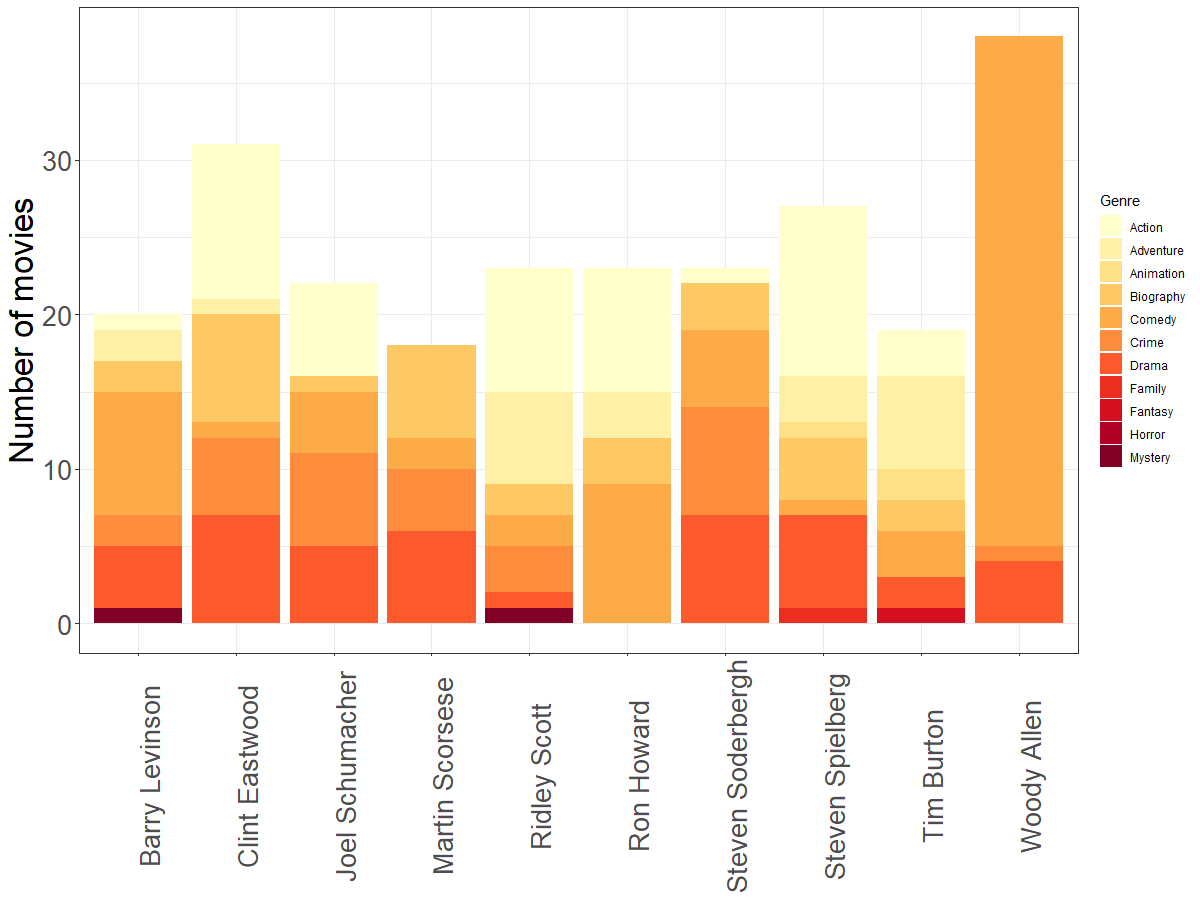 Number of movies
30
20
10
0
Barry Levinson
Clint Eastwood
Joel Schumacher
Martin Scorsese
Ridley Scott
Ron Howard
Steven Soderbergh
Steven Spielberg
Tim Burton
Woody Allen
Genre
Action
Adventure
Animation
Biography
Comedy
Crime
Drama
Family
Fantasy
Horror
Mystery